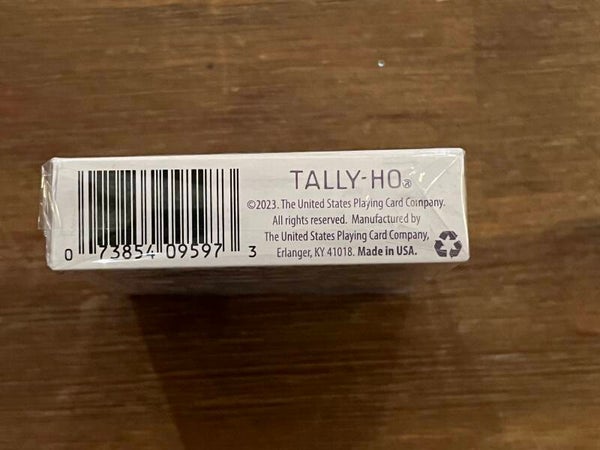 TALLY-HO®
©2023. The United States Playing Card Company.
All rights reserved. Manufactured by
The United States Playing Card Company,
Erlanger, KY 41018. Made in USA.
0 73854 09597 3